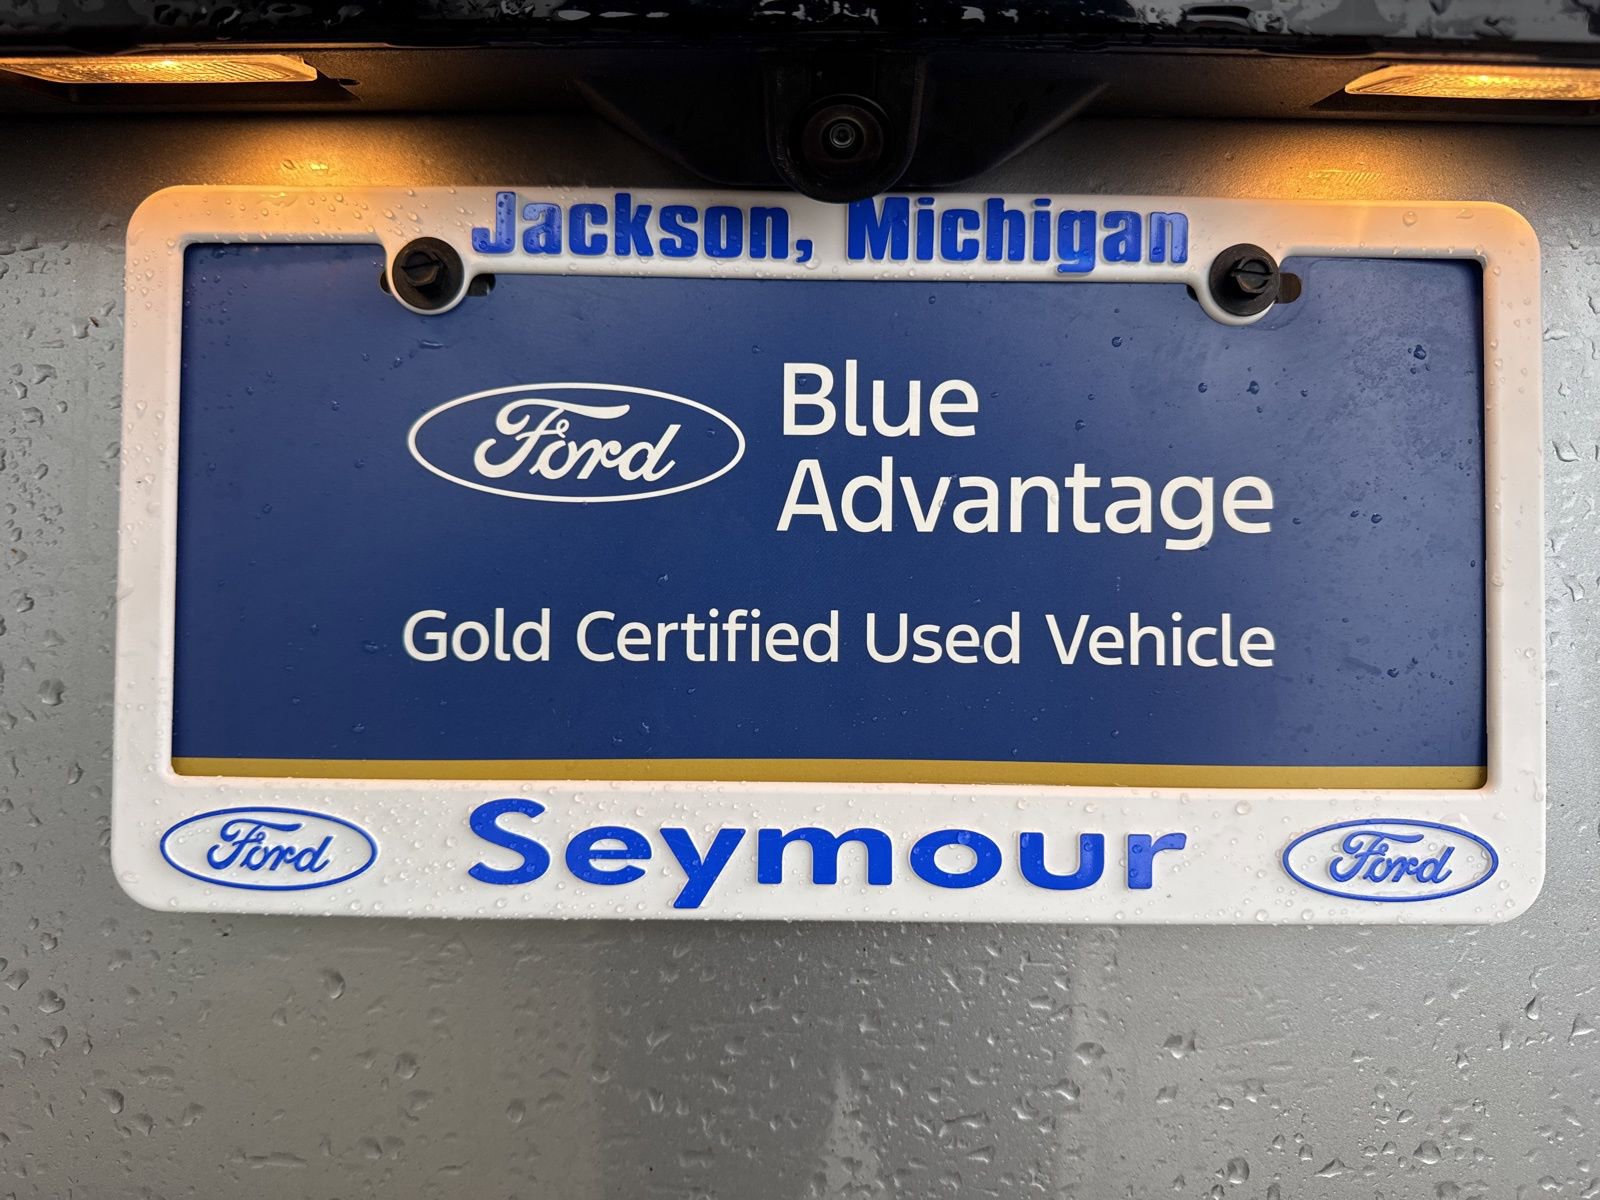 Jackson, Michigan
Ford
Blue
Advantage
Gold Certified Used Vehicle
Ford
Seymour
Ford